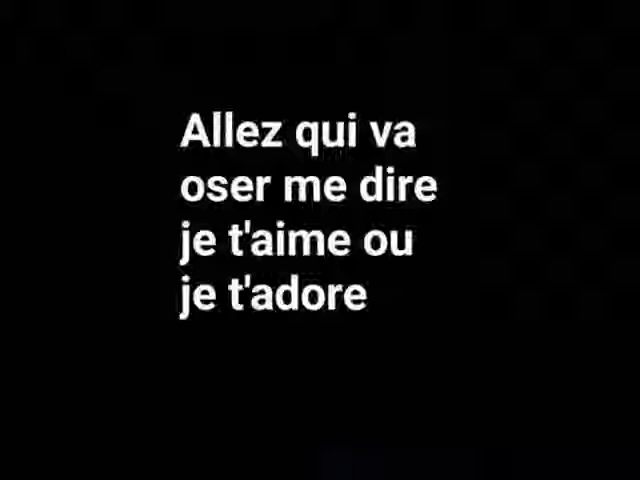 Allez qui va
oser me dire
je t'aime ou
je t'adore